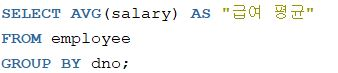 SELECT AVG(salary) AS "급여 평균"
FROM employee
GROUP BY dno;